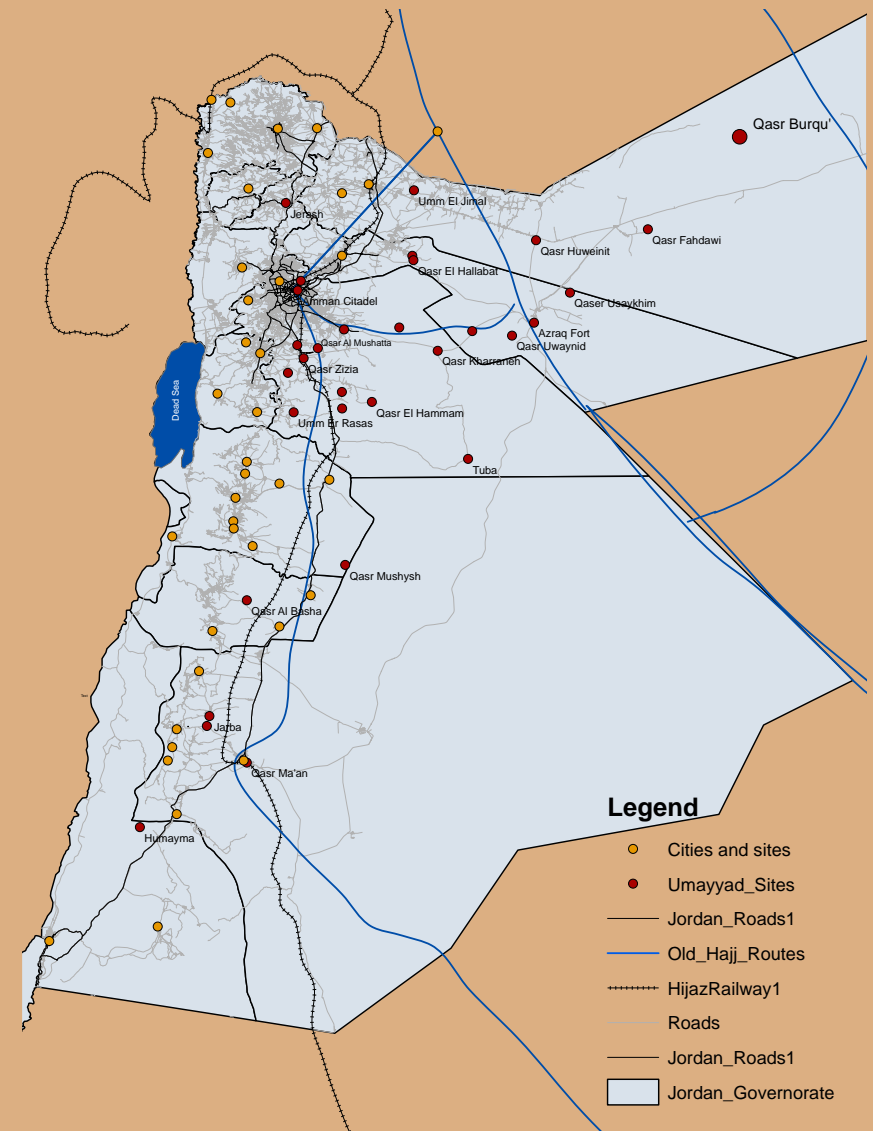 Qasr Burqu'
Umm El Jimal
Jerash
Qasr Fahdawi
Qasr Huweinit
Qasr El Hallabat
Amman Citadel
Qaser Usaykhim
Azraq Fort
Qsar Al Mushatta
Qasr Uwaynid
Qasr Kharraneh
Qasr Zizia
Dead Sea
Qasr El Hammam
Umm Er Rasas
Tuba
Qasr Mushysh
Qasr Al Basha
Jarba
Qasr Ma'an
Humayma
Legend
Cities and sites
Umayyad_Sites
Jordan_Roads1
Old_Hajj_Routes
HijazRailway1
Roads
Jordan_Roads1
Jordan_Governorate